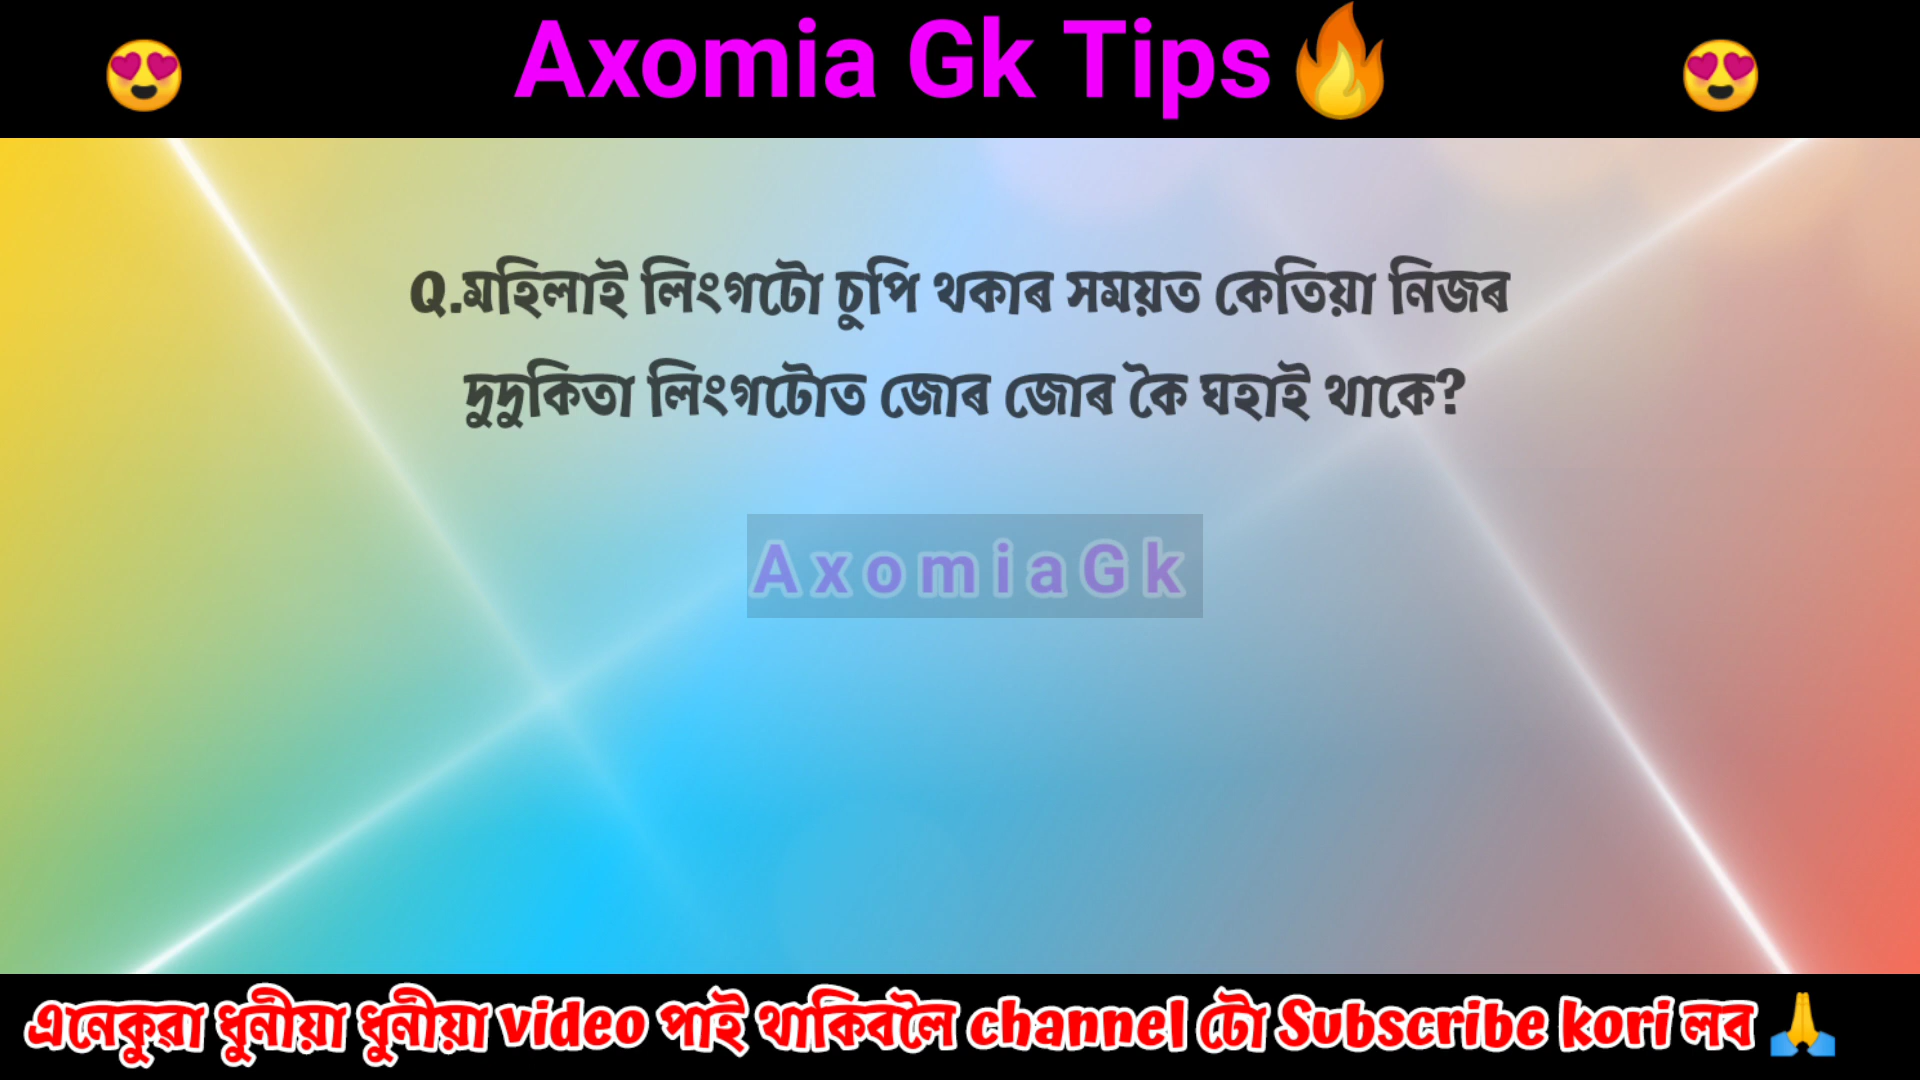 Axomia Gk Tips🔥
Q.মহিলাই লিংগটো চুপি থকাৰ সময়ত কেতিয়া নিজৰ
দুদুকিতা লিংগটোত জোৰ জোৰ কৈ ঘহাই থাকে?
AxomiaGk
এনেকুৱা ধুনীয়া ধুনীয়া video পাই থাকিবলৈ channel টো Subscribe kori লব 🙏